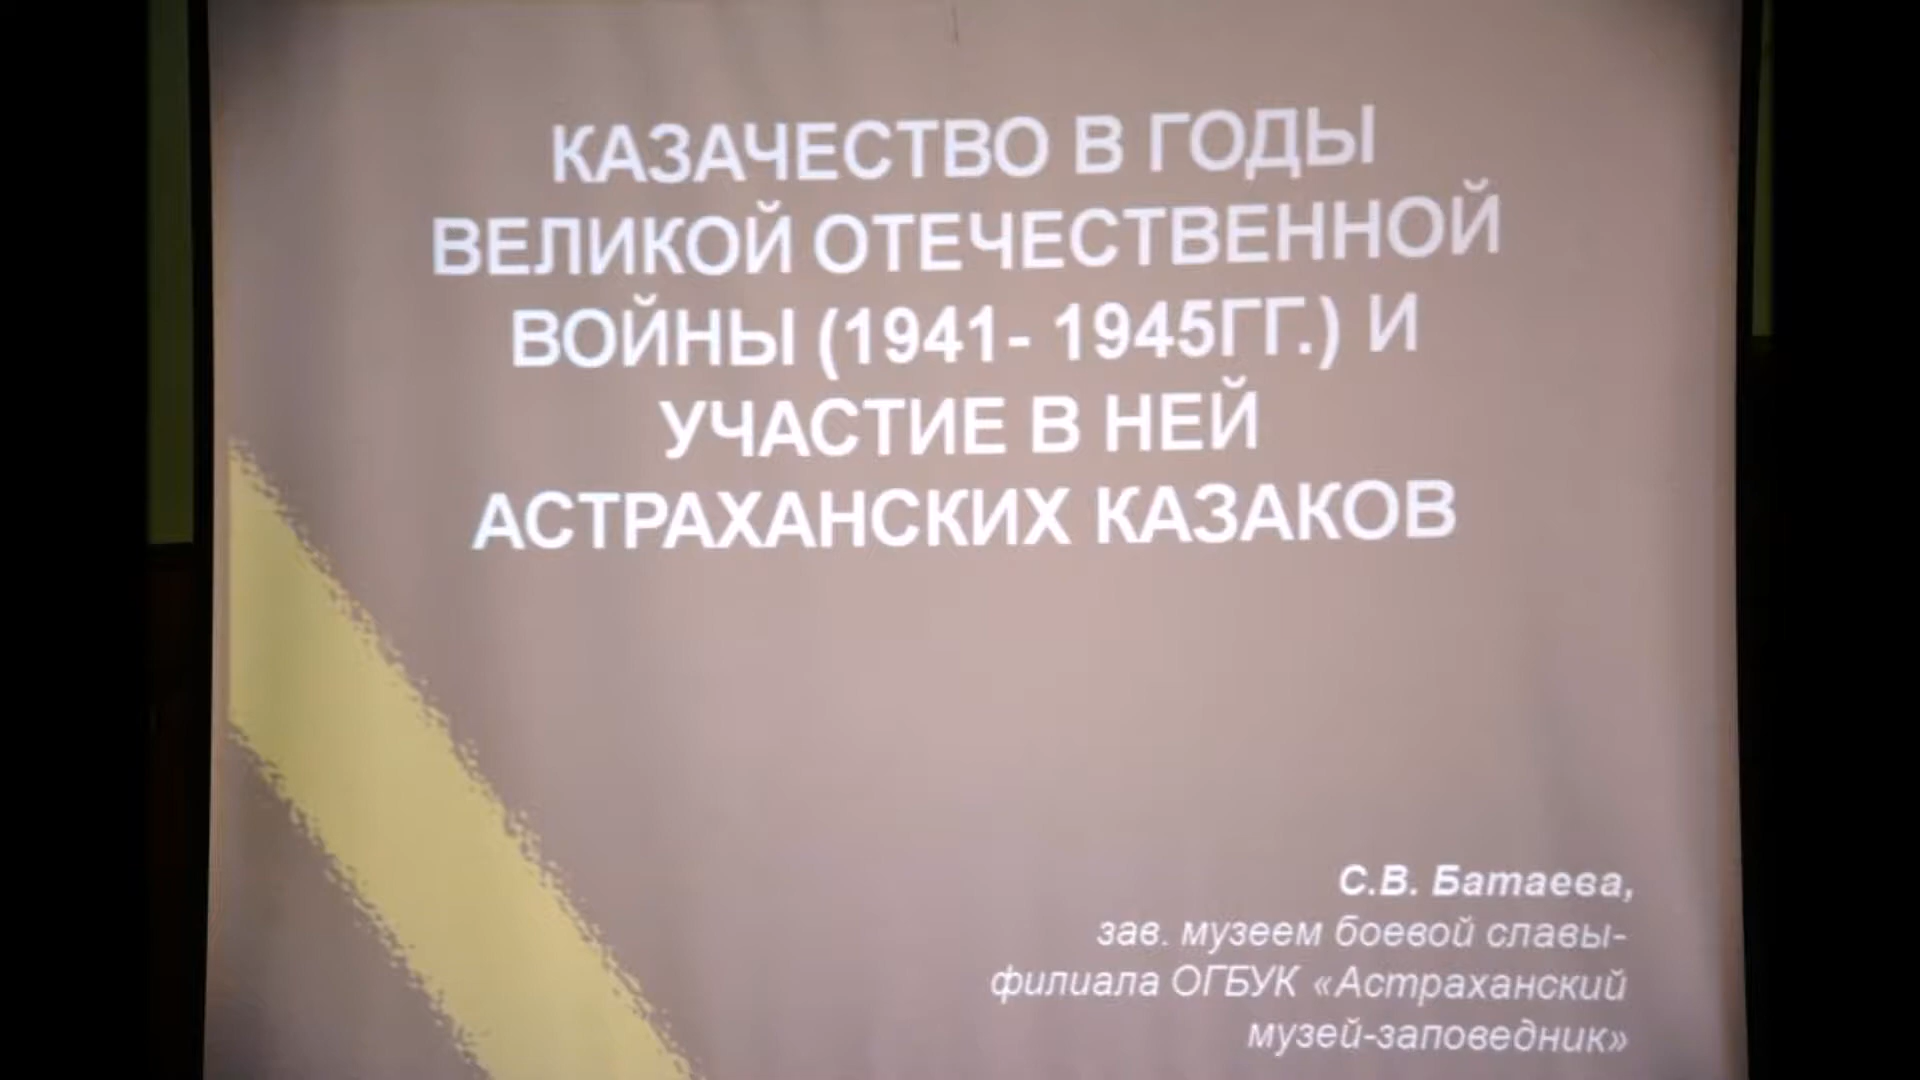 КАЗАЧЕСТВО В ГОДЫ
ВЕЛИКОЙ ОТЕЧЕСТВЕННОЙ
ВОЙНЫ (1941- 1945ГГ.) И
УЧАСТИЕ В НЕЙ
АСТРАХАНСКИХ КАЗАКОВ
С.В. Батаева,
зав. музеем боевой славы-
филиала ОГБУК «Астраханский
музей-заповедник»